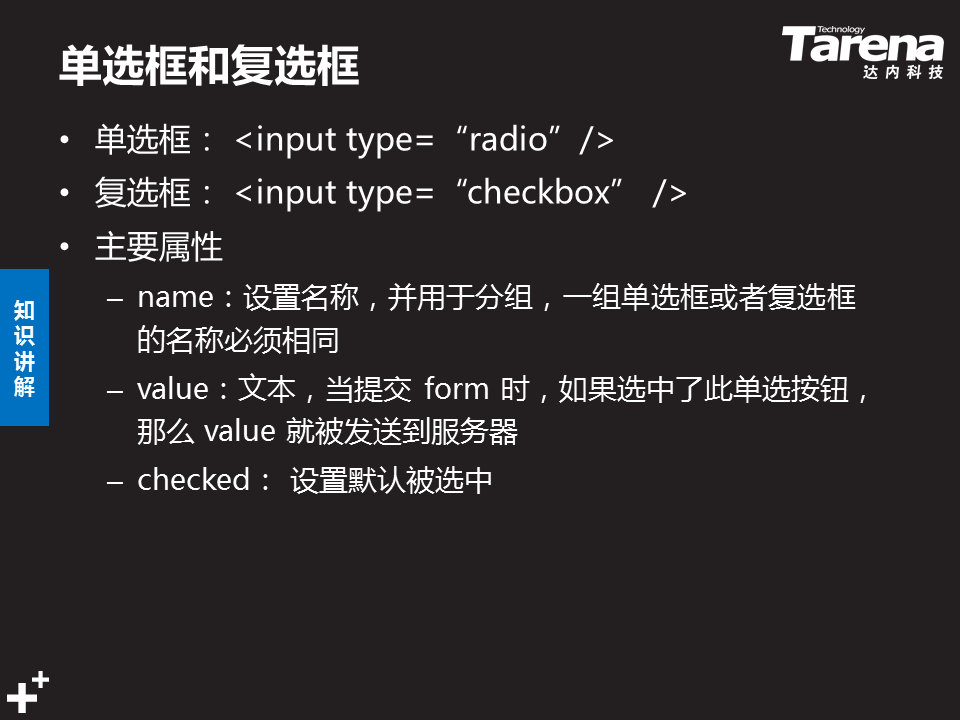 单选框和复选框
Technology
Tarena
达内科技
• 单选框： <input type=“radio” />
• 复选框： <input type=“checkbox” />
• 主要属性
– name：设置名称，并用于分组，一组单选框或者复选框
的名称必须相同
– value：文本，当提交 form 时，如果选中了此单选按钮，
那么 value 就被发送到服务器
– checked： 设置默认被选中
知
识
讲
解